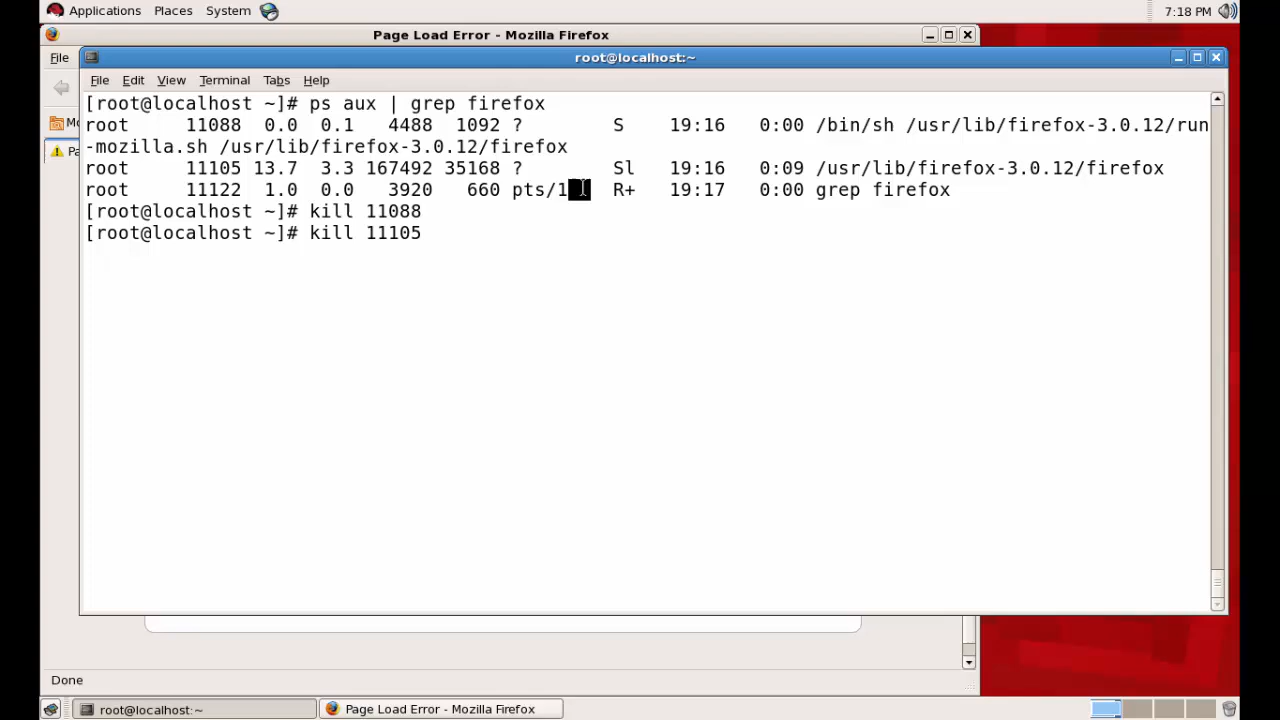 Applications Places System 7:18 PM
Page Load Error - Mozilla Firefox
File
root@localhost:~
File Edit View Terminal Tabs Help
[root@localhost ~]# ps aux | grep firefox
root 11088 0.0 0.1 4488 1092 ? S 19:16 0:00 /bin/sh /usr/lib/firefox-3.0.12/run
-mozilla.sh /usr/lib/firefox-3.0.12/firefox
root 11105 13.7 3.3 167492 35168 ? Sl 19:16 0:09 /usr/lib/firefox-3.0.12/firefox
root 11122 1.0 0.0 3920 660 pts/1 R+ 19:17 0:00 grep firefox
[root@localhost ~]# kill 11088
[root@localhost ~]# kill 11105
Done
root@localhost:~ Page Load Error - Mozilla Firefox